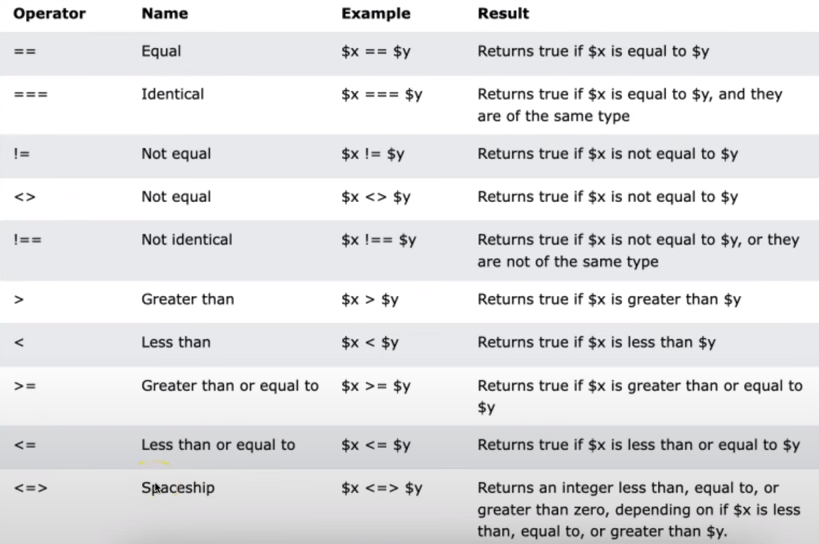 Operator Name Example Result
== Equal $x == $y Returns true if $x is equal to $y
=== Identical $x === $y Returns true if $x is equal to $y, and they
are of the same type
!= Not equal $x != $y Returns true if $x is not equal to $y
<> Not equal $x <> $y Returns true if $x is not equal to $y
!== Not identical $x !== $y Returns true if $x is not equal to $y, or they
are not of the same type
> Greater than $x > $y Returns true if $x is greater than $y
< Less than $x < $y Returns true if $x is less than $y
>= Greater than or equal to $x >= $y Returns true if $x is greater than or equal to
$y
<= Less than or equal to $x <= $y Returns true if $x is less than or equal to $y
<=> Spaceship $x <=> $y Returns an integer less than, equal to, or
greater than zero, depending on if $x is less
than, equal to, or greater than $y.